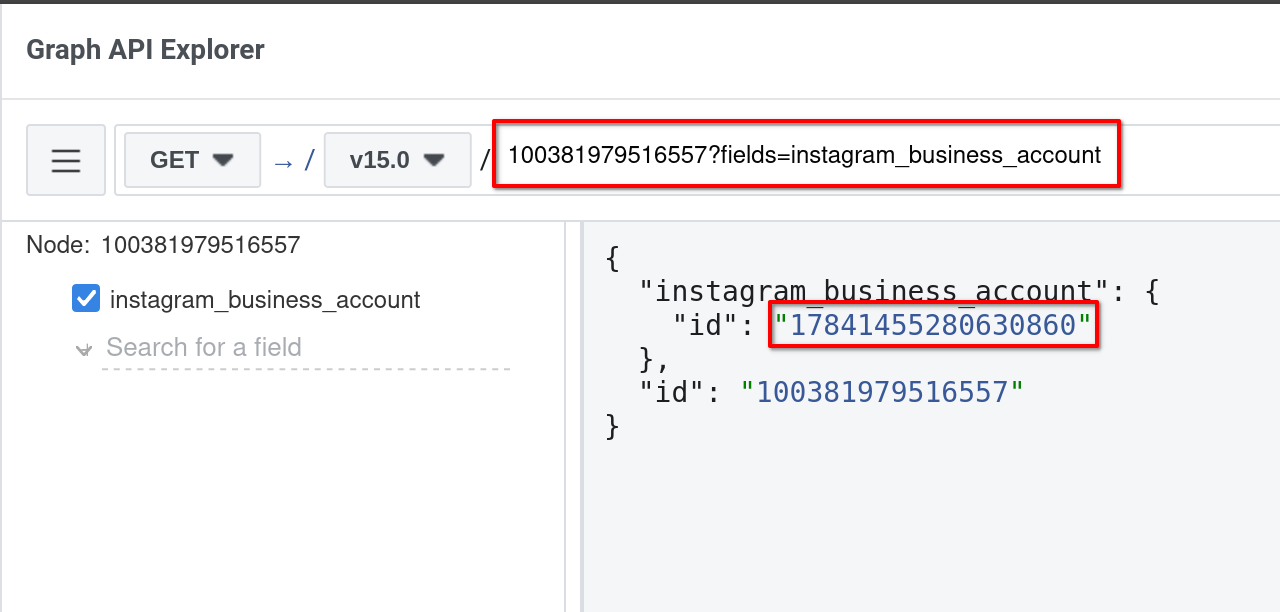 Graph API Explorer
GET → / v15.0 / 100381979516557?fields=instagram_business_account
Node: 100381979516557
instagram_business_account
Search for a field
{
"instagram_business_account": {
"id": "17841455280630860"
},
"id": "100381979516557"
}